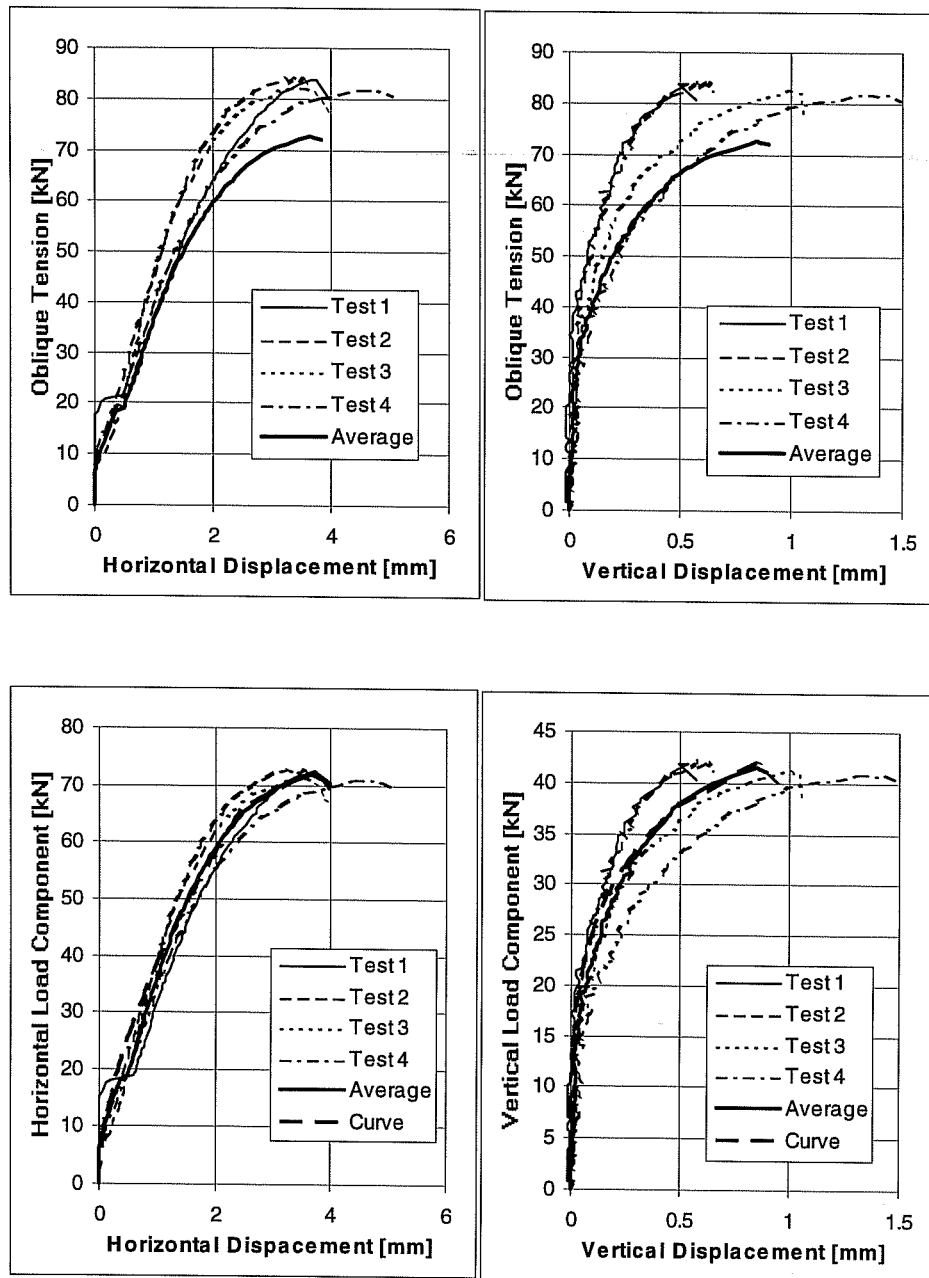 Oblique Tension [kN]
90
80
70
60
50
40
30
20
10
0
Test 1
Test 2
Test 3
Test 4
Average
0 2 4 6
Horizontal Displacement [mm]
Oblique Tension [kN]
90
80
70
60
50
40
30
20
10
0
Test 1
Test 2
Test 3
Test 4
Average
0 0.5 1 1.5
Vertical Displacement [mm]
Horizontal Load Component [kN]
80
70
60
50
40
30
20
10
0
Test 1
Test 2
Test 3
Test 4
Average
Curve
0 2 4 6
Horizontal Dispacement [mm]
Vertical Load Component [kN]
45
40
35
30
25
20
15
10
5
0
Test 1
Test 2
Test 3
Test 4
Average
Curve
0 0.5 1 1.5
Vertical Displacement [mm]